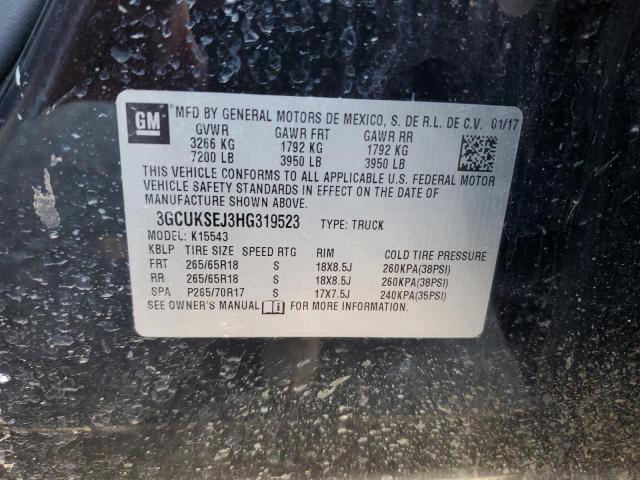 GM
MFD BY GENERAL MOTORS DE MEXICO, S. DE R.L. DE C.V. 01/17
GVWR GAWR FRT GAWR RR
3266 KG 1792 KG 1792 KG
7200 LB 3950 LB 3950 LB
THIS VEHICLE CONFORMS TO ALL APPLICABLE U.S. FEDERAL MOTOR
VEHICLE SAFETY STANDARDS IN EFFECT ON THE DATE OF
MANUFACTURE SHOWN ABOVE.
3GCUKSEJ3HG319523 TYPE: TRUCK
MODEL: K15543
KBLP TIRE SIZE SPEED RTG RIM COLD TIRE PRESSURE
FRT 265/65R18 S 18X8.5J 260KPA(38PSI)
RR 265/65R18 S 18X8.5J 260KPA(38PSI)
SPA P265/70R17 S 17X7.5J 240KPA(35PSI)
SEE OWNER'S MANUAL FOR MORE INFORMATION.